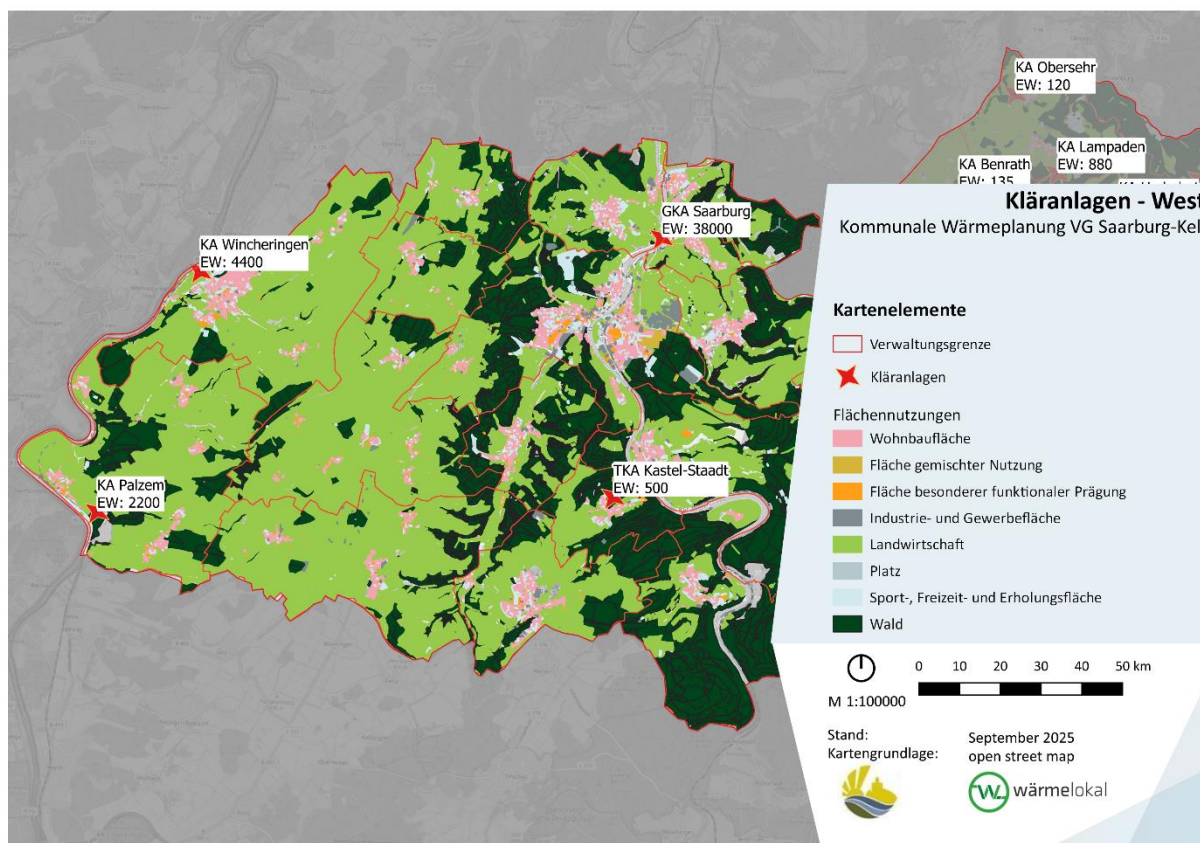 KA Obersehr
EW: 120
KA Lampaden
EW: 880
KA Benrath
EW: 135
GKA Saarburg
EW: 38000
KA Wincheringen
EW: 4400
TKA Kastel-Staadt
EW: 500
KA Palzem
EW: 2200
Kläranlagen - West
Kommunale Wärmeplanung VG Saarburg-Kel
Kartenelemente
Verwaltungsgrenze
Kläranlagen
Flächennutzungen
Wohnbaufläche
Fläche gemischter Nutzung
Fläche besonderer funktionaler Prägung
Industrie- und Gewerbefläche
Landwirtschaft
Platz
Sport-, Freizeit- und Erholungsfläche
Wald
0 10 20 30 40 50 km
M 1:100000
Stand: September 2025
Kartengrundlage: open street map
wärmelokal